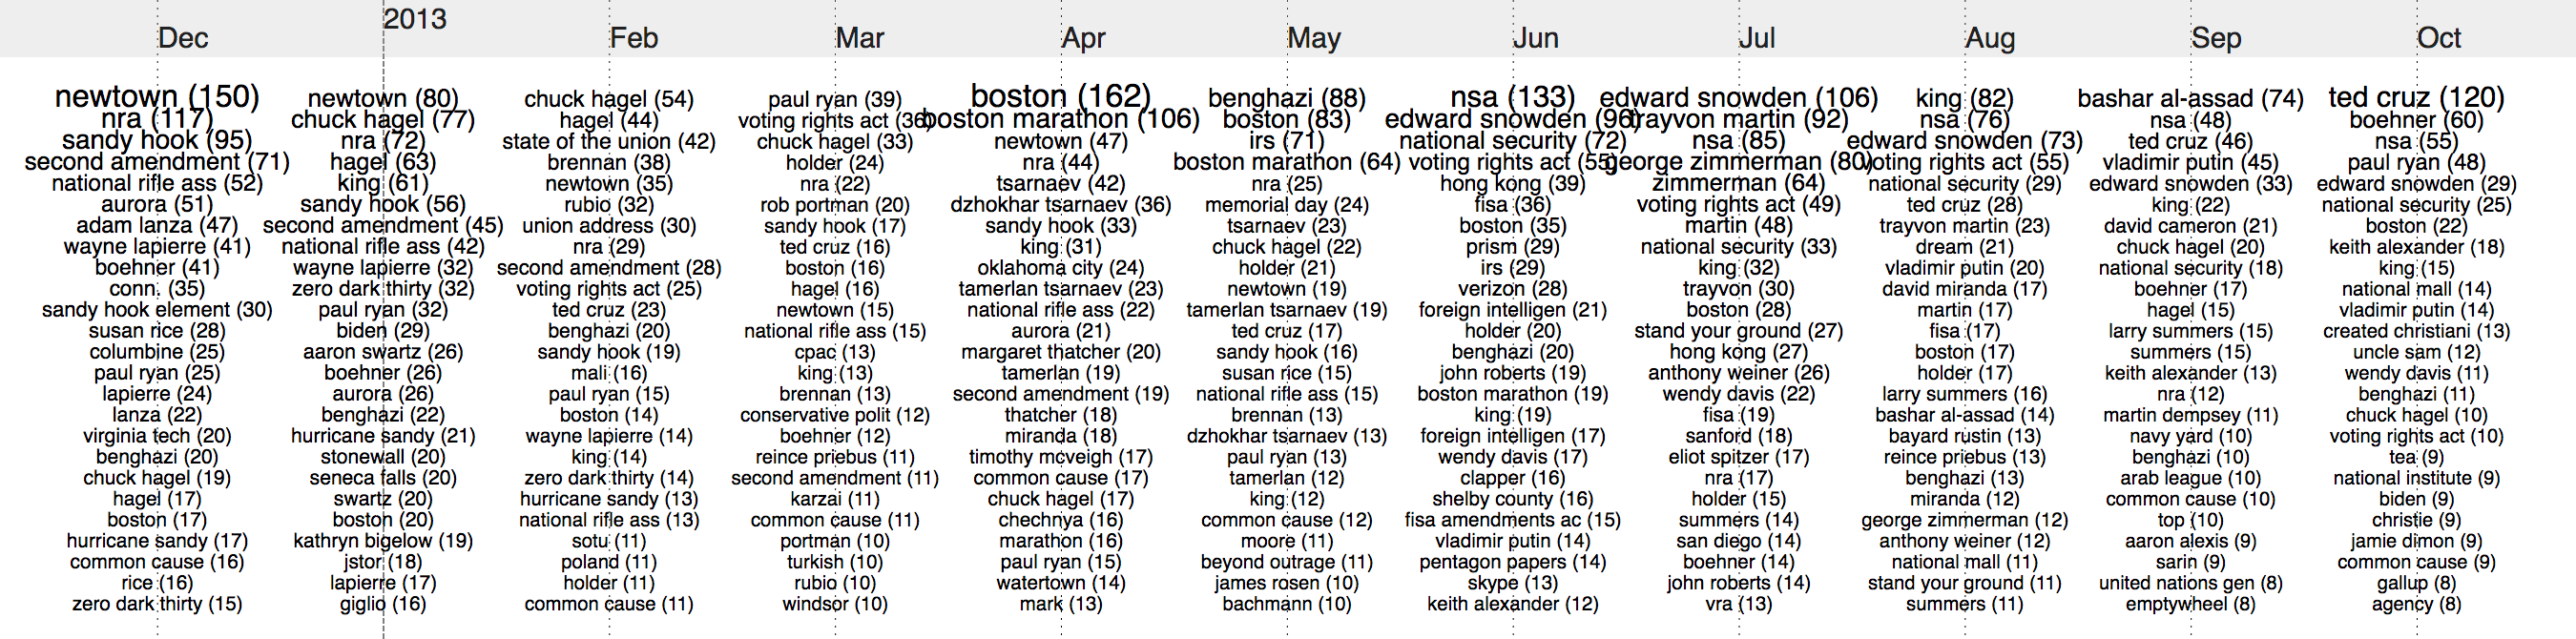 2013
Dec
Feb
Mar
Apr
May
Jun
Jul
Aug
Sep
Oct
newtown (150)
nra (117)
sandy hook (95)
second amendment (71)
national rifle ass (52)
aurora (51)
adam lanza (47)
wayne lapierre (41)
boehner (41)
conn. (35)
sandy hook element (30)
susan rice (28)
columbine (25)
paul ryan (25)
lapierre (24)
lanza (22)
virginia tech (20)
benghazi (20)
chuck hagel (19)
hagel (17)
boston (17)
hurricane sandy (17)
common cause (16)
rice (16)
zero dark thirty (15)
newtown (80)
chuck hagel (77)
nra (72)
hagel (63)
king (61)
sandy hook (56)
second amendment (45)
national rifle ass (42)
wayne lapierre (32)
zero dark thirty (32)
paul ryan (32)
biden (29)
aaron swartz (26)
boehner (26)
aurora (26)
benghazi (22)
hurricane sandy (21)
stonewall (20)
seneca falls (20)
swartz (20)
boston (20)
kathryn bigelow (19)
jstor (18)
lapierre (17)
giglio (16)
chuck hagel (54)
hagel (44)
state of the union (42)
brennan (38)
newtown (35)
rubio (32)
union address (30)
nra (29)
second amendment (28)
voting rights act (25)
ted cruz (23)
benghazi (20)
sandy hook (19)
mali (16)
paul ryan (15)
boston (14)
wayne lapierre (14)
king (14)
zero dark thirty (14)
hurricane sandy (13)
national rifle ass (13)
sotu (11)
poland (11)
holder (11)
common cause (11)
paul ryan (39)
voting rights act (36)
chuck hagel (33)
holder (24)
nra (22)
rob portman (20)
sandy hook (17)
ted cruz (16)
boston (16)
hagel (16)
newtown (15)
national rifle ass (15)
cpac (13)
king (13)
brennan (13)
conservative polit (12)
boehner (12)
reince priebus (11)
second amendment (11)
karzai (11)
common cause (11)
portman (10)
turkish (10)
rubio (10)
windsor (10)
boston (162)
boston marathon (106)
newtown (47)
nra (44)
tsarnaev (42)
dzhokhar tsarnaev (36)
sandy hook (33)
king (31)
oklahoma city (24)
tamerlan tsarnaev (23)
national rifle ass (22)
aurora (21)
margaret thatcher (20)
tamerlan (19)
second amendment (19)
thatcher (18)
miranda (18)
timothy mcveigh (17)
common cause (17)
chuck hagel (17)
chechnya (16)
marathon (16)
paul ryan (15)
watertown (14)
mark (13)
benghazi (88)
boston (83)
irs (71)
boston marathon (64)
nra (25)
memorial day (24)
tsarnaev (23)
chuck hagel (22)
holder (21)
newtown (19)
tamerlan tsarnaev (19)
ted cruz (17)
sandy hook (16)
susan rice (15)
national rifle ass (15)
brennan (13)
dzhokhar tsarnaev (13)
paul ryan (13)
tamerlan (12)
king (12)
common cause (12)
moore (11)
beyond outrage (11)
james rosen (10)
bachmann (10)
nsa (133)
edward snowden (96)
national security (72)
voting rights act (55)
hong kong (39)
fisa (36)
boston (35)
prism (29)
irs (29)
verizon (28)
foreign intelligen (21)
holder (20)
benghazi (20)
john roberts (19)
boston marathon (19)
king (19)
foreign intelligen (17)
wendy davis (17)
clapper (16)
shelby county (16)
fisa amendments ac (15)
vladimir putin (14)
pentagon papers (14)
skype (13)
keith alexander (12)
edward snowden (106)
trayvon martin (92)
nsa (85)
george zimmerman (80)
zimmerman (64)
voting rights act (49)
martin (48)
national security (33)
king (32)
trayvon (30)
boston (28)
stand your ground (27)
hong kong (27)
anthony weiner (26)
wendy davis (22)
fisa (19)
sanford (18)
eliot spitzer (17)
nra (17)
holder (15)
summers (14)
san diego (14)
boehner (14)
john roberts (14)
vra (13)
king (82)
nsa (76)
edward snowden (73)
voting rights act (55)
national security (29)
ted cruz (28)
trayvon martin (23)
dream (21)
vladimir putin (20)
david miranda (17)
martin (17)
fisa (17)
boston (17)
holder (17)
larry summers (16)
bashar al-assad (14)
bayard rustin (13)
reince priebus (13)
benghazi (13)
miranda (12)
george zimmerman (12)
anthony weiner (12)
national mall (11)
stand your ground (11)
summers (11)
bashar al-assad (74)
nsa (48)
ted cruz (46)
vladimir putin (45)
edward snowden (33)
king (22)
david cameron (21)
chuck hagel (20)
national security (18)
boehner (17)
hagel (15)
larry summers (15)
summers (15)
keith alexander (13)
nra (12)
martin dempsey (11)
navy yard (10)
benghazi (10)
arab league (10)
common cause (10)
top (10)
aaron alexis (9)
sarin (9)
united nations gen (8)
emptywheel (8)
ted cruz (120)
boehner (60)
nsa (55)
paul ryan (48)
edward snowden (29)
national security (25)
boston (22)
keith alexander (18)
king (15)
national mall (14)
vladimir putin (14)
created christiani (13)
uncle sam (12)
wendy davis (11)
benghazi (11)
chuck hagel (10)
voting rights act (10)
tea (9)
national institute (9)
biden (9)
christie (9)
jamie dimon (9)
common cause (9)
gallup (8)
agency (8)